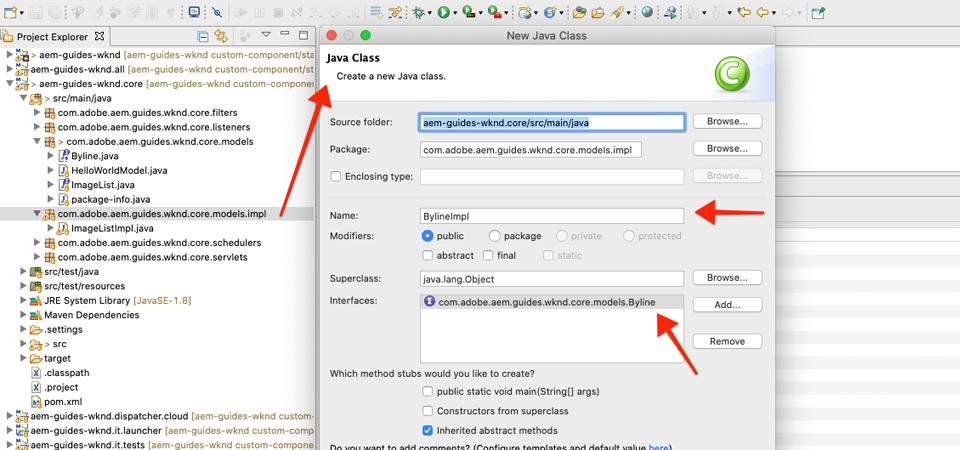 Project Explorer
> aem-guides-wknd [aem-guides-wknd custom-component/sta
aem-guides-wknd.all [aem-guides-wknd custom-component/st
> aem-guides-wknd.core [aem-guides-wknd custom-componen
> src/main/java
com.adobe.aem.guides.wknd.core.filters
com.adobe.aem.guides.wknd.core.listeners
> com.adobe.aem.guides.wknd.core.models
Byline.java
HelloWorldModel.java
ImageList.java
package-info.java
com.adobe.aem.guides.wknd.core.models.impl
ImageListImpl.java
com.adobe.aem.guides.wknd.core.schedulers
com.adobe.aem.guides.wknd.core.servlets
src/test/java
src/test/resources
JRE System Library [JavaSE-1.8]
Maven Dependencies
.settings
> src
target
.classpath
.project
pom.xml
aem-guides-wknd.dispatcher.cloud [aem-guides-wknd custom-
aem-guides-wknd.it.launcher [aem-guides-wknd custom-compo
aem-guides-wknd.it.tests [aem-guides-wknd custom-component
New Java Class
Java Class
Create a new Java class.
C
Source folder: aem-guides-wknd.core/src/main/java Browse...
Package: com.adobe.aem.guides.wknd.core.models.impl Browse...
Enclosing type: Browse...
Name: BylineImpl
Modifiers: public package private protected
abstract final static
Superclass: java.lang.Object Browse...
Interfaces: com.adobe.aem.guides.wknd.core.models.Byline Add...
Remove
Which method stubs would you like to create?
public static void main(String[] args)
Constructors from superclass
Inherited abstract methods
Do you want to add comments? (Configure templates and default value here)